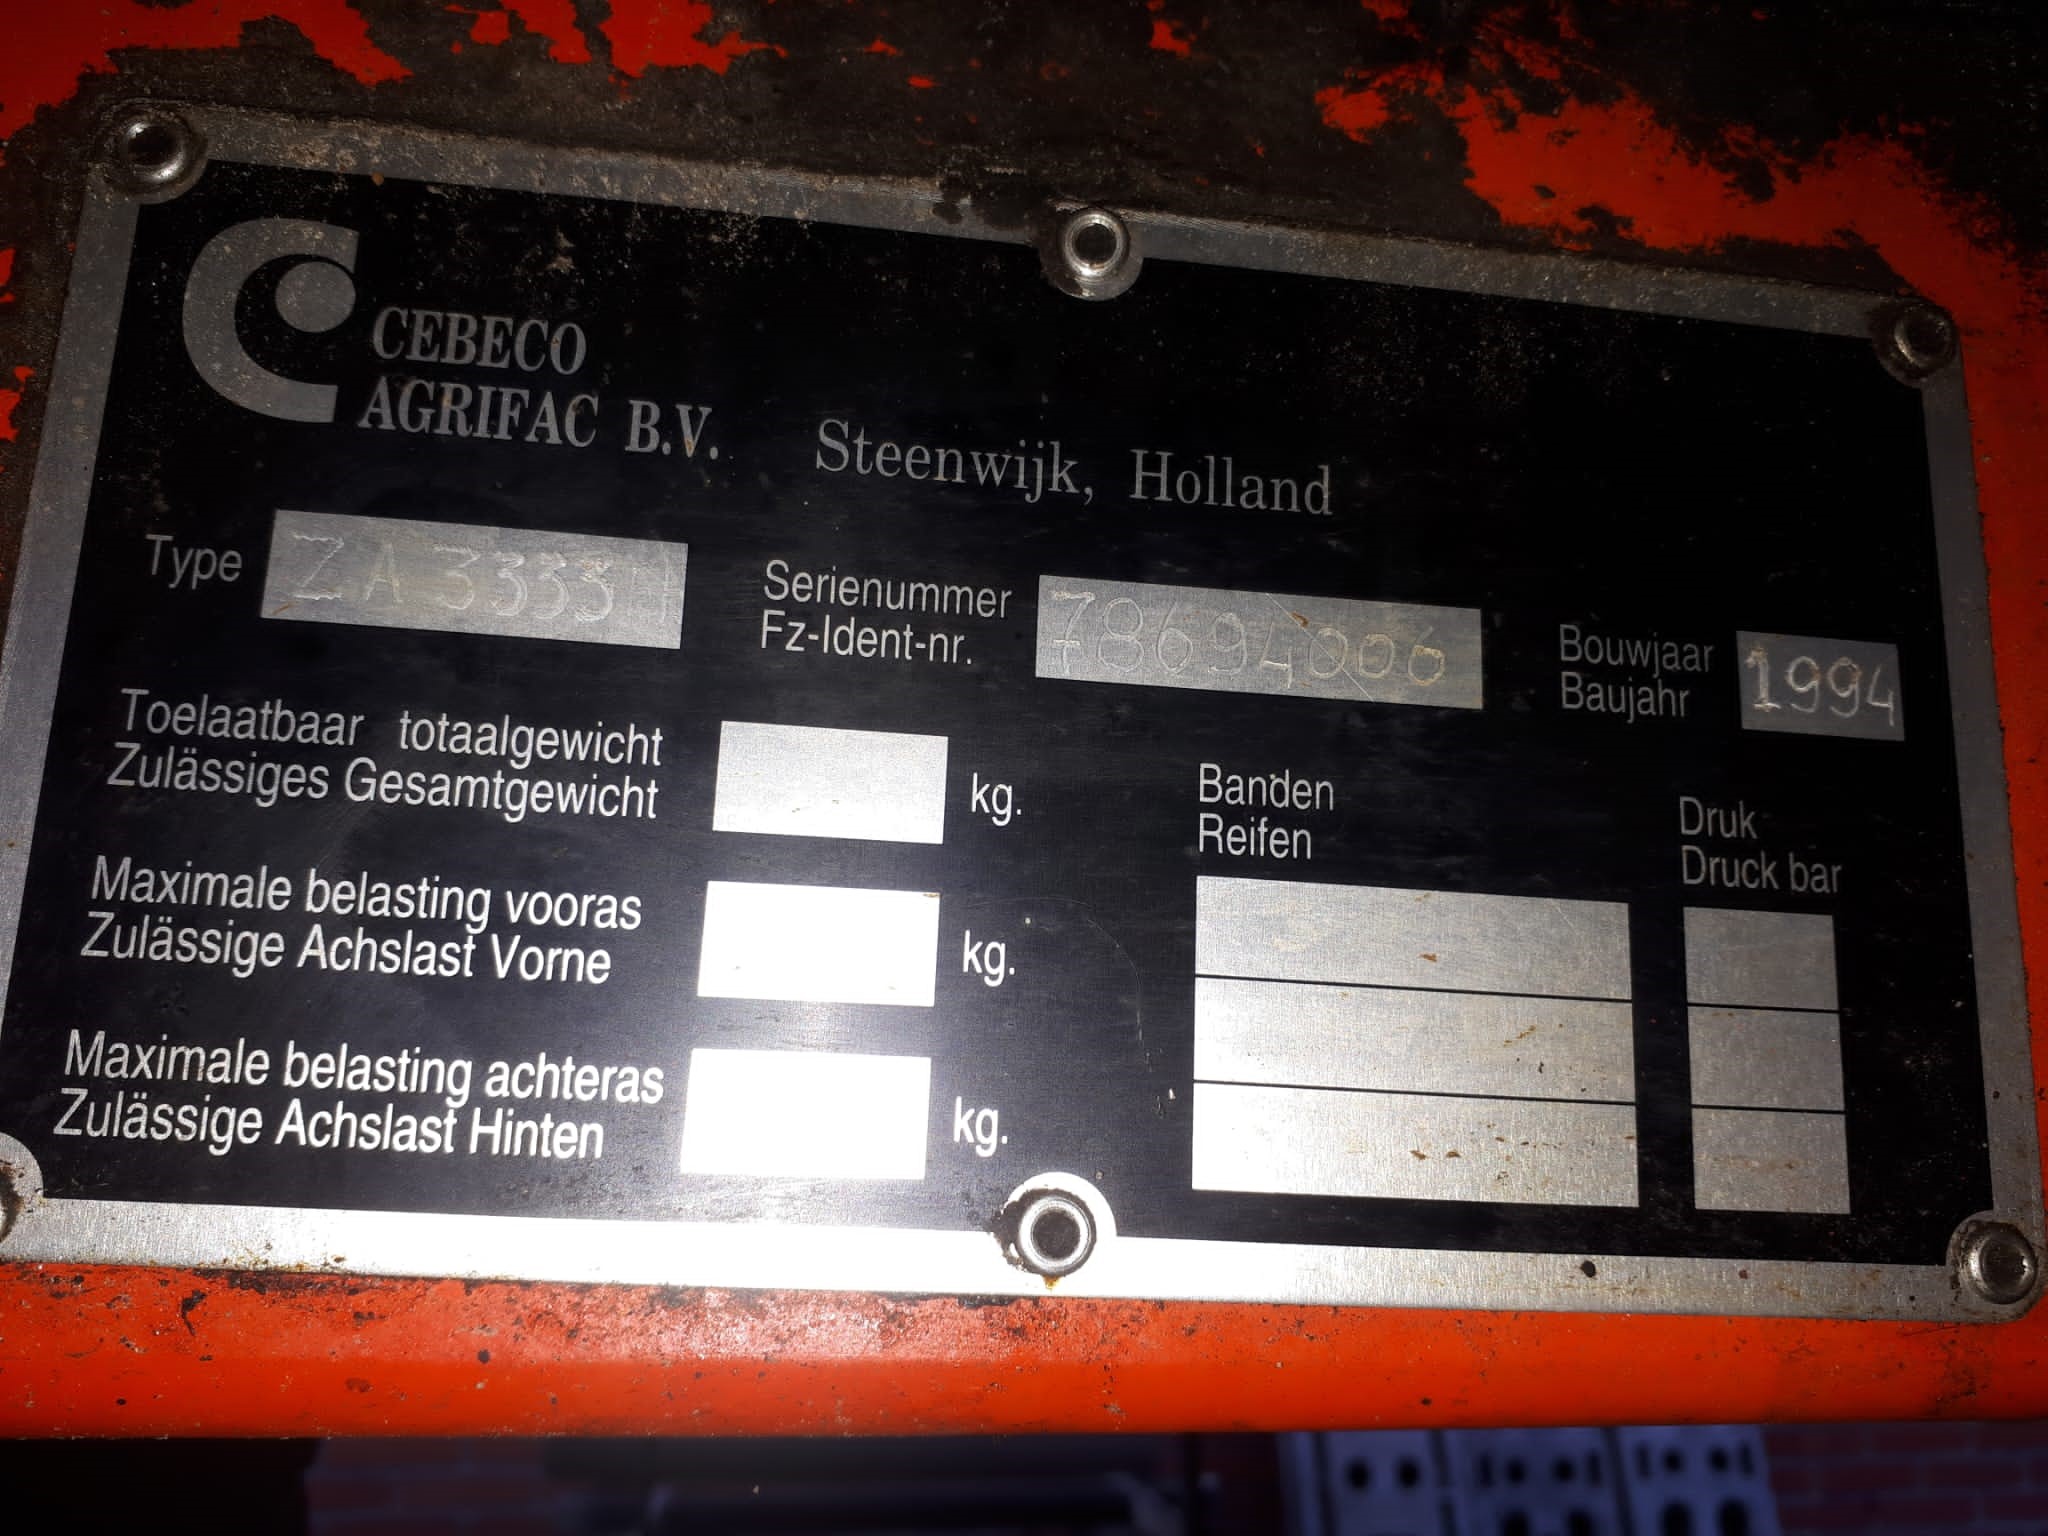 CEBECO
AGRIFAC B.V. Steenwijk, Holland
Type ZA 3333 H
Serienummer
Fz-Ident-nr. 78694006
Bouwjaar
Baujahr 1994
Toelaatbaar totaalgewicht
Zulässiges Gesamtgewicht kg.
Maximale belasting vooras
Zulässige Achslast Vorne kg.
Maximale belasting achteras
Zulässige Achslast Hinten kg.
Banden
Reifen
Druk
Druck bar